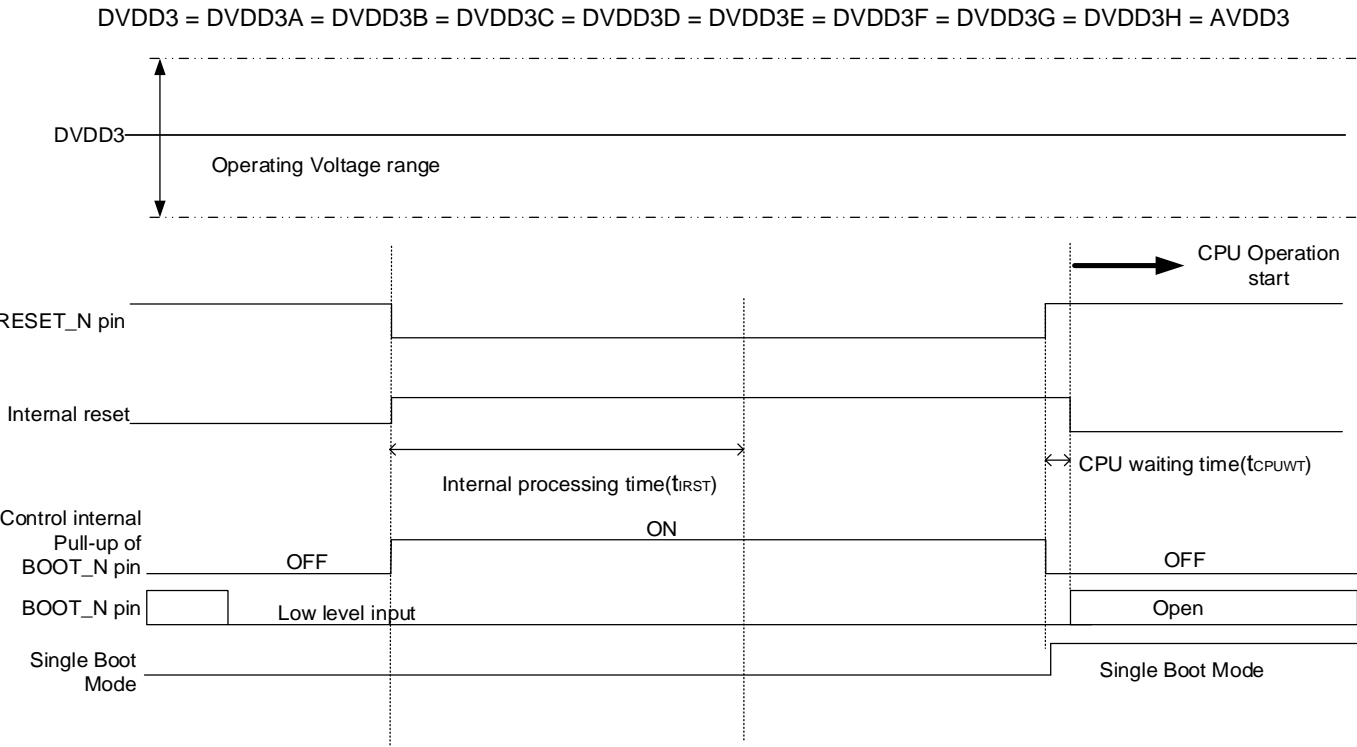 DVDD3 = DVDD3A = DVDD3B = DVDD3C = DVDD3D = DVDD3E = DVDD3F = DVDD3G = DVDD3H = AVDD3
DVDD3
Operating Voltage range
CPU Operation
start
RESET_N pin
Internal reset
Internal processing time(tIRST)
CPU waiting time(tCPUWT)
Control internal
Pull-up of
BOOT_N pin
OFF
ON
OFF
BOOT_N pin
Low level input
Open
Single Boot
Mode
Single Boot Mode